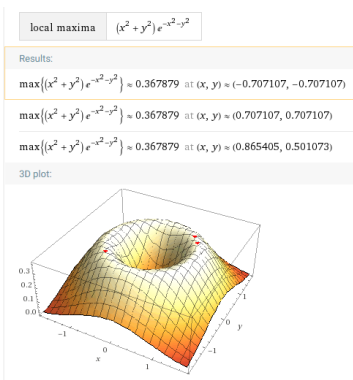 local maxima (x² + y²) e^(-x²-y²)
Results:
max{(x² + y²) e^(-x²-y²)} ≈ 0.367879 at (x, y) ≈ (-0.707107, -0.707107)
max{(x² + y²) e^(-x²-y²)} ≈ 0.367879 at (x, y) ≈ (0.707107, 0.707107)
max{(x² + y²) e^(-x²-y²)} ≈ 0.367879 at (x, y) ≈ (0.865405, 0.501073)
3D plot:
0.3
0.2
0.1
0.0
-1
0
x
1
1
0 y
-1